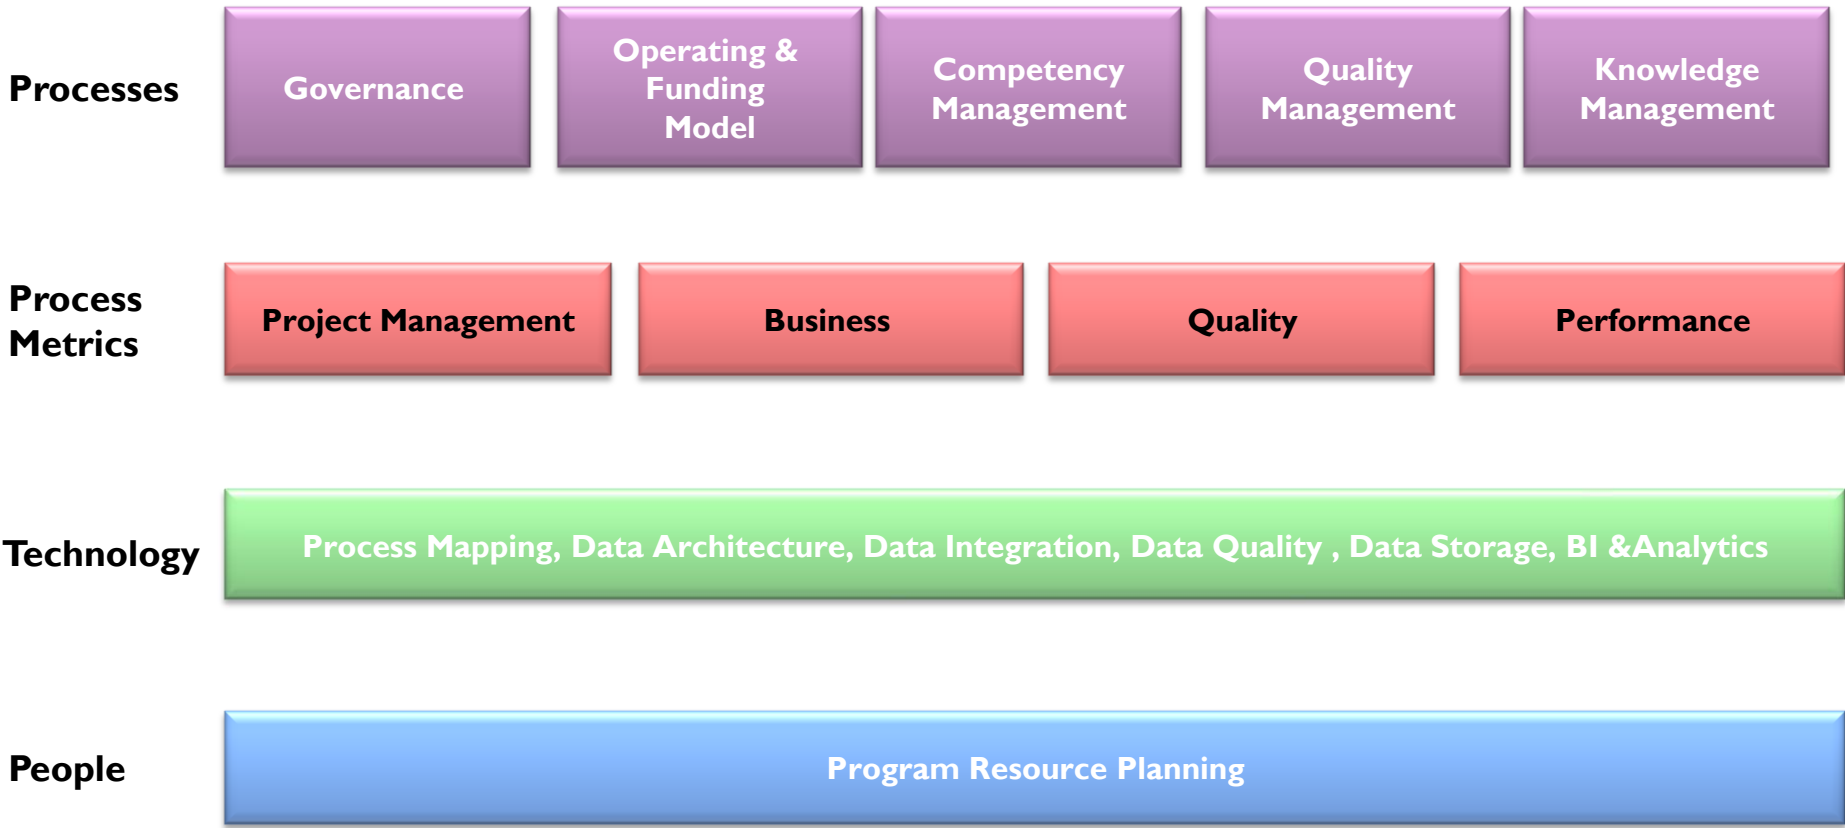 Processes
Governance
Operating &
Funding
Model
Competency
Management
Quality
Management
Knowledge
Management
Process
Metrics
Project Management
Business
Quality
Performance
Technology
Process Mapping, Data Architecture, Data Integration, Data Quality , Data Storage, BI &Analytics
People
Program Resource Planning